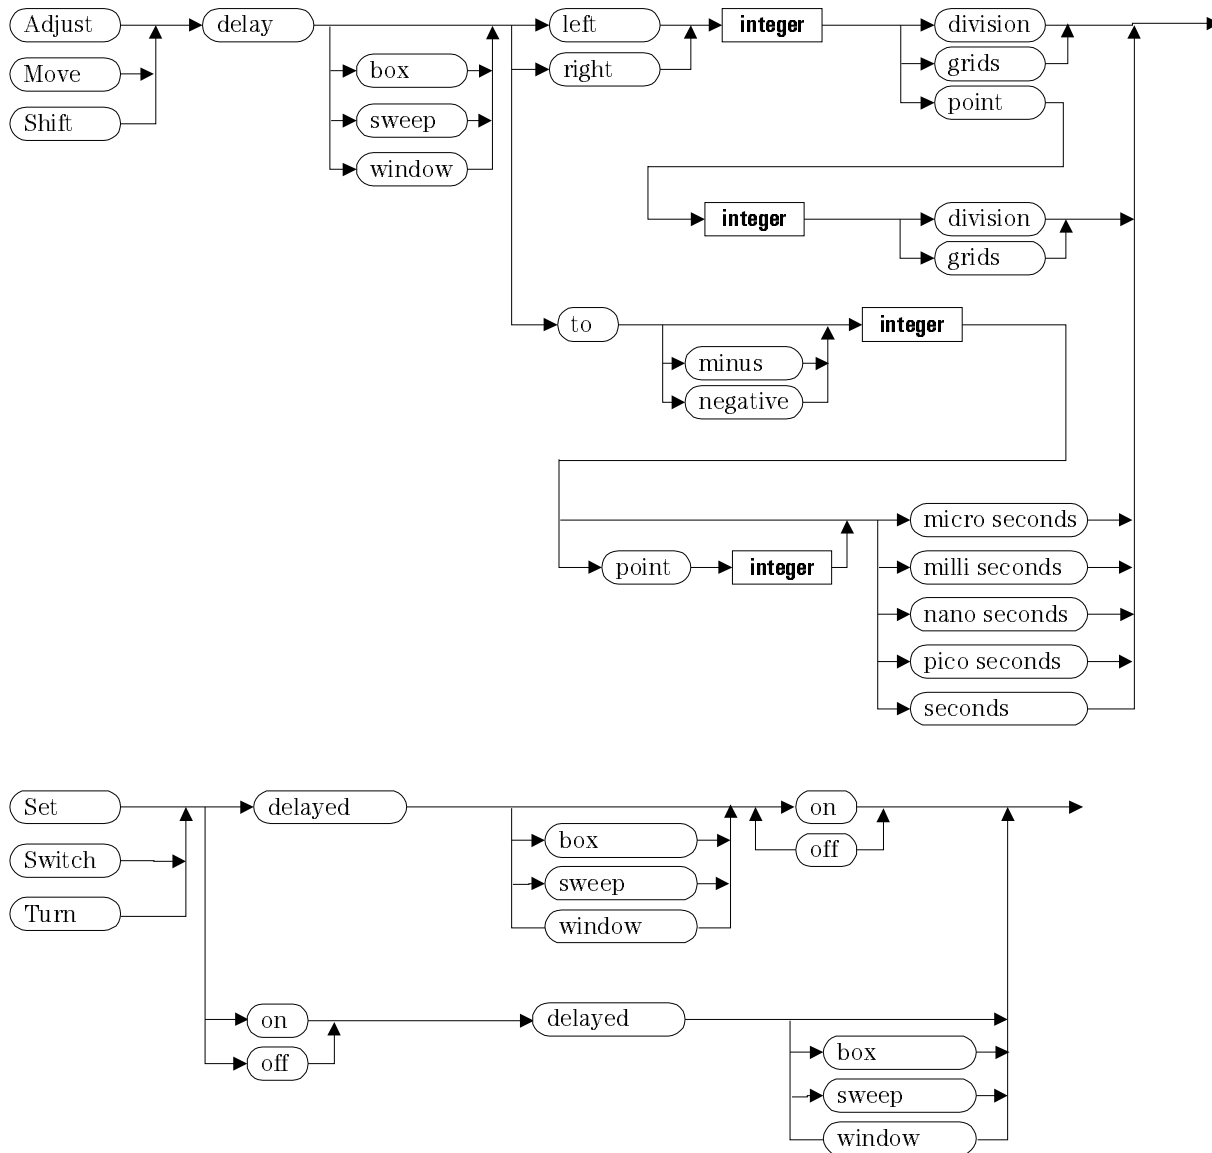 Adjust delay left integer division
Move box right grids
Shift sweep point
window
integer division
grids
to integer
minus
negative
micro seconds
point integer milli seconds
nano seconds
pico seconds
seconds
Set delayed on
box off
Switch sweep
Turn window
on delayed
off box
sweep
window